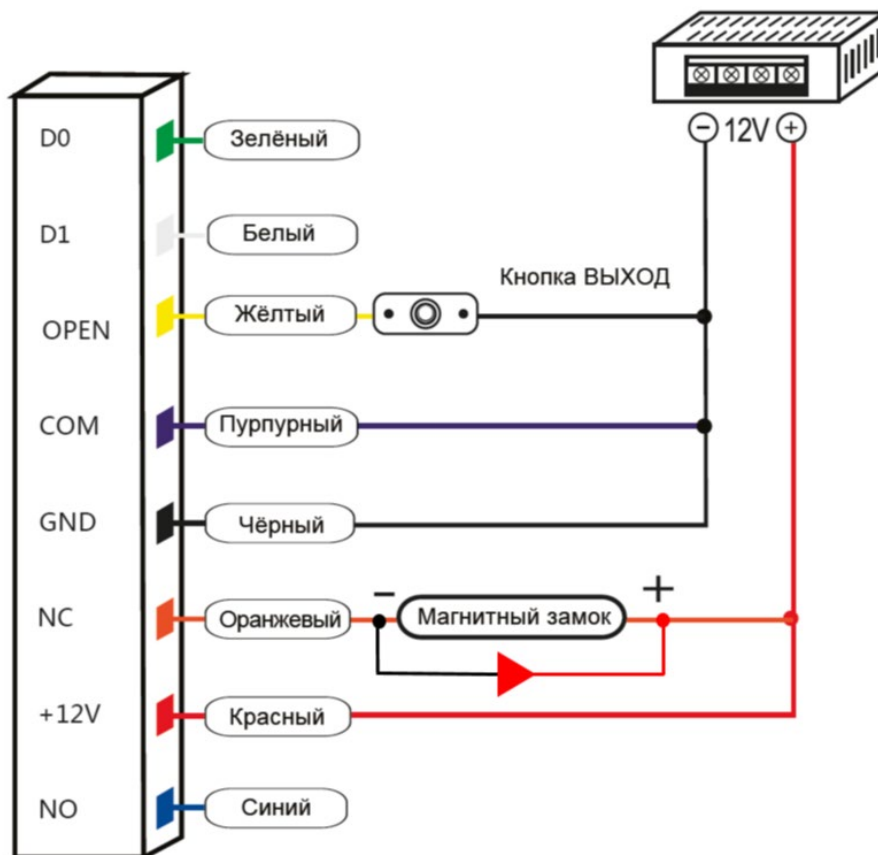 − 12V +
D0 Зелёный
D1 Белый
Кнопка ВЫХОД
OPEN Жёлтый
COM Пурпурный
GND Чёрный
− +
NC Оранжевый Магнитный замок
+12V Красный
NO Синий